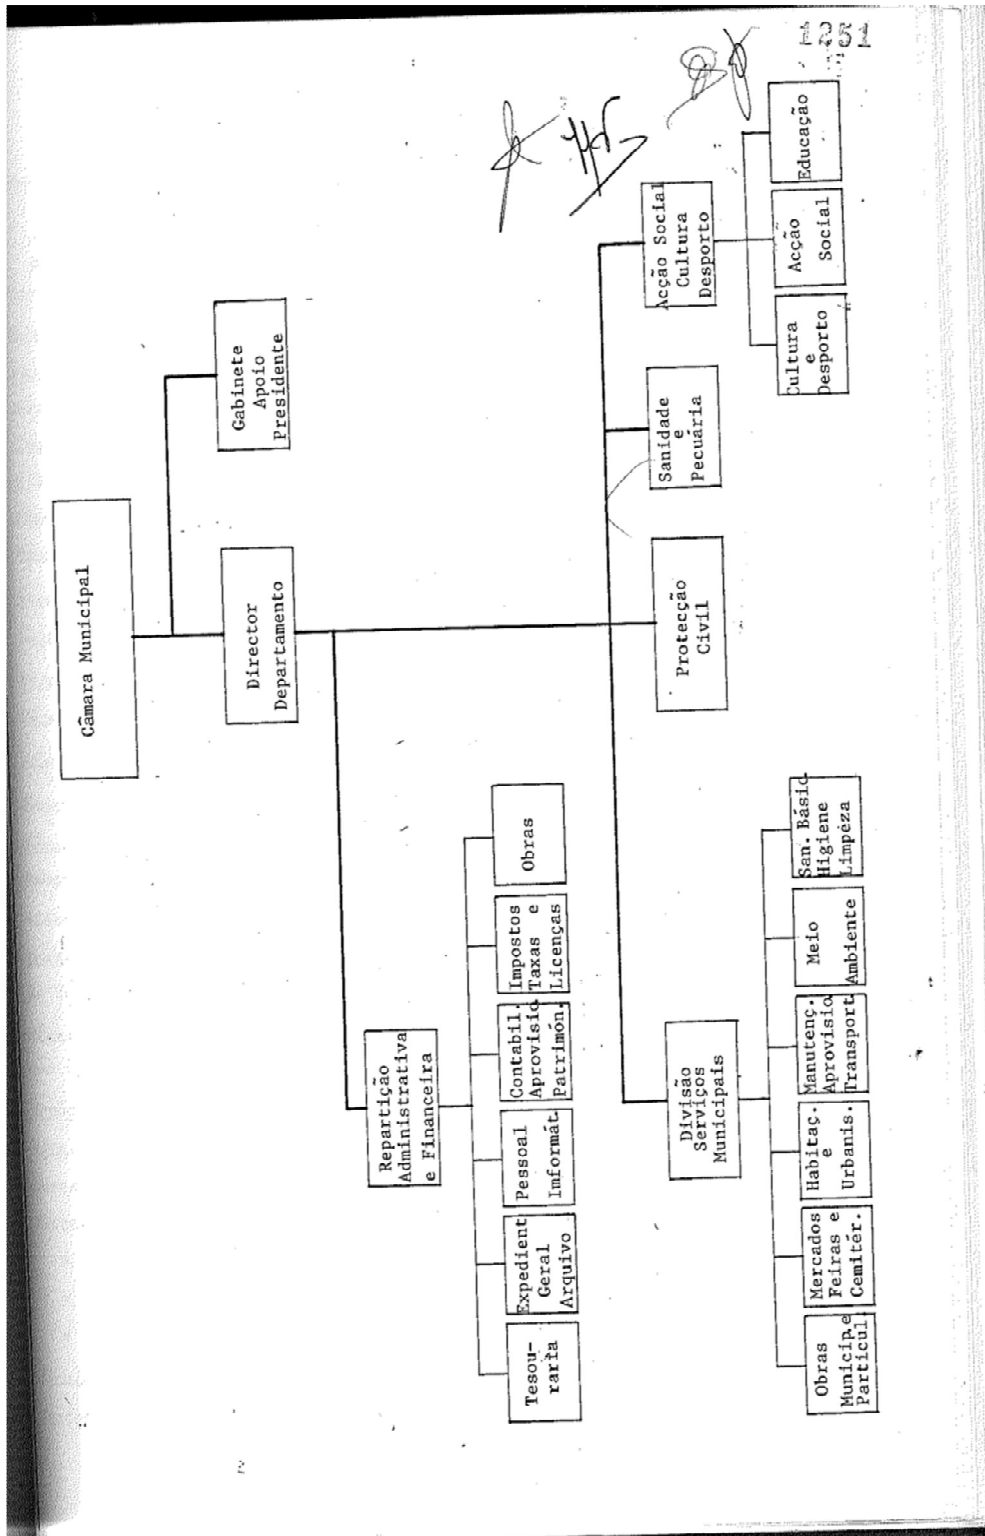 Câmara Municipal
Gabinete
Apoio
Presidente
Director
Departamento
Repartição
Administrativa
e Financeira
Tesou-
raria
Expedient
Geral
Arquivo
Pessoal
Imformát.
Contabil.
Aprovisio
Patrimón.
Impostos
Taxas e
Licenças
Obras
Divisão
Serviços
Municipais
Protecção
Civil
Sanidade
e
Pecuária
Acção Social
Cultura
Desporto
Obras
Municip.e
Particul.
Mercados
Feiras e
Cemitér.
Habitaç.
e
Urbanis.
Manutenç.
Aprovisio
Transport
Meio
Ambiente
San. Básic
Higiene
Limpéza
Cultura
e
Desporto
Acção
Social
Educação